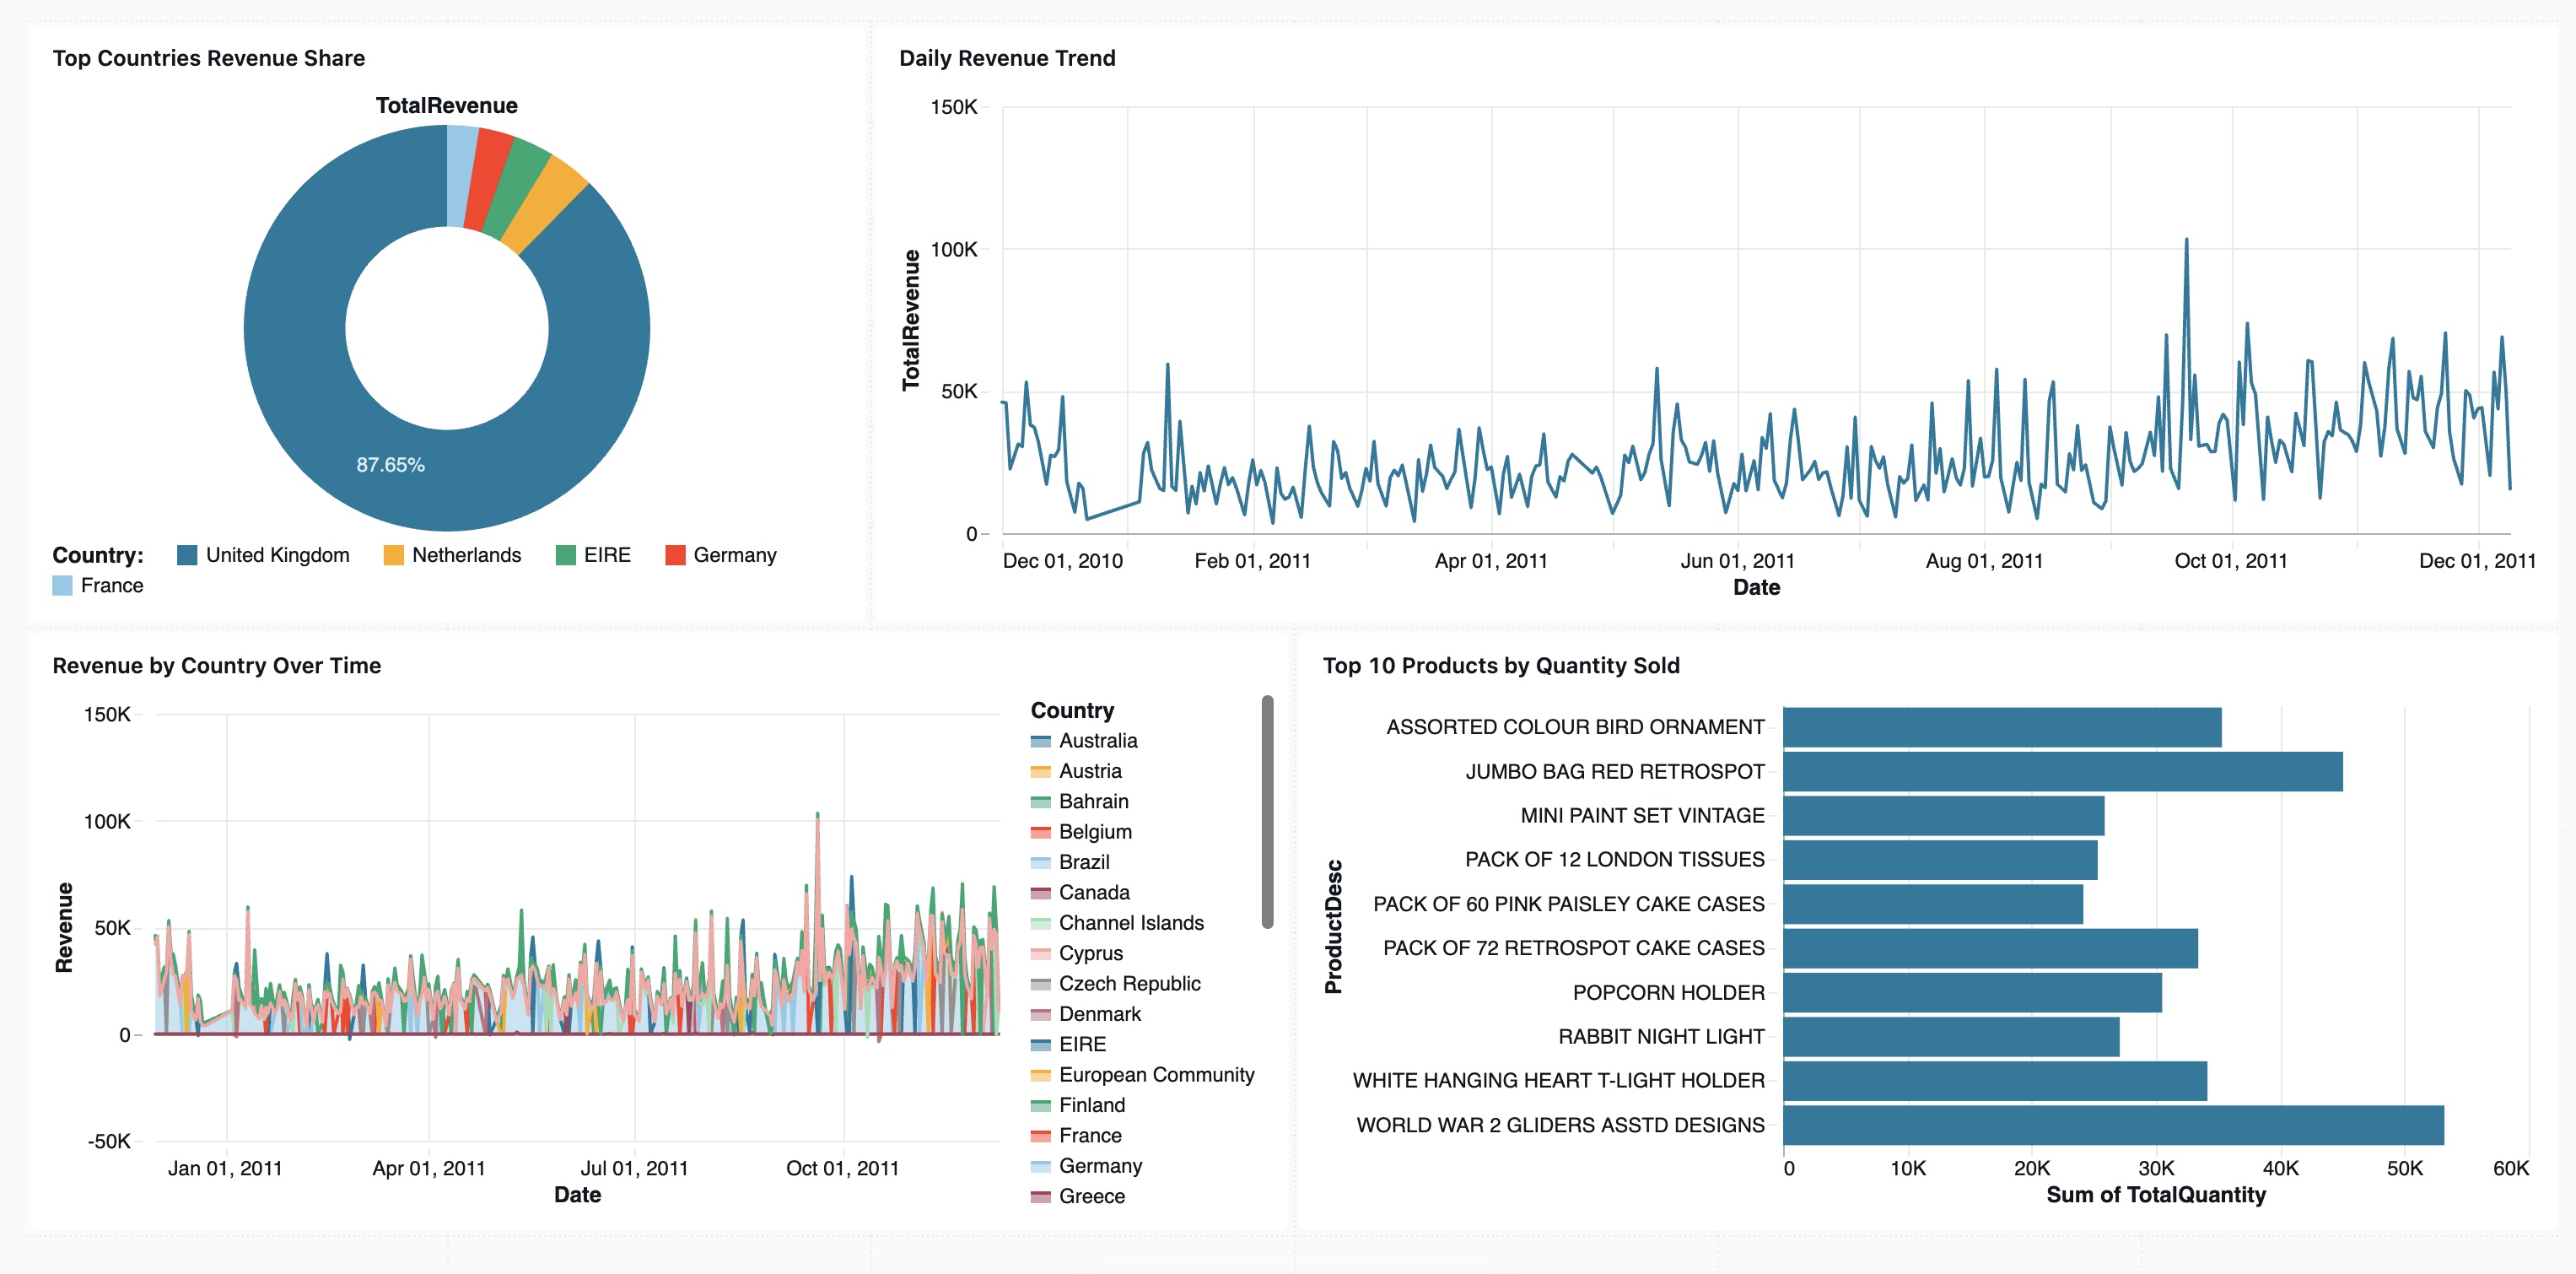 Top Countries Revenue Share
TotalRevenue
87.65%
Country: United Kingdom Netherlands EIRE Germany
France
Daily Revenue Trend
TotalRevenue
150K
100K
50K
0
Dec 01, 2010 Feb 01, 2011 Apr 01, 2011 Jun 01, 2011 Aug 01, 2011 Oct 01, 2011 Dec 01, 2011
Date
Revenue by Country Over Time
Revenue
150K
100K
50K
0
-50K
Jan 01, 2011 Apr 01, 2011 Jul 01, 2011 Oct 01, 2011
Date
Country
Australia
Austria
Bahrain
Belgium
Brazil
Canada
Channel Islands
Cyprus
Czech Republic
Denmark
EIRE
European Community
Finland
France
Germany
Greece
Top 10 Products by Quantity Sold
ProductDesc
ASSORTED COLOUR BIRD ORNAMENT
JUMBO BAG RED RETROSPOT
MINI PAINT SET VINTAGE
PACK OF 12 LONDON TISSUES
PACK OF 60 PINK PAISLEY CAKE CASES
PACK OF 72 RETROSPOT CAKE CASES
POPCORN HOLDER
RABBIT NIGHT LIGHT
WHITE HANGING HEART T-LIGHT HOLDER
WORLD WAR 2 GLIDERS ASSTD DESIGNS
0 10K 20K 30K 40K 50K 60K
Sum of TotalQuantity